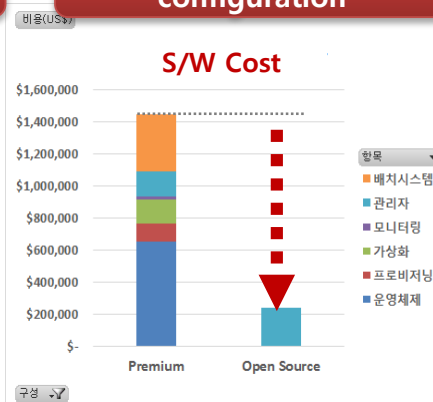 configuration
비용(US$)
S/W Cost
$1,600,000
$1,400,000
$1,200,000
$1,000,000
$800,000
$600,000
$400,000
$200,000
$-
Premium
Open Source
항목
배치시스템
관리자
모니터링
가상화
프로비저닝
운영체제
구성